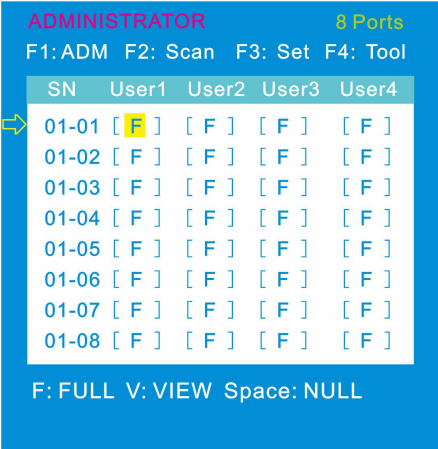 ADMINISTRATOR 8 Ports
F1: ADM F2: Scan F3: Set F4: Tool
SN User1 User2 User3 User4
01-01 [ F ] [ F ] [ F ] [ F ]
01-02 [ F ] [ F ] [ F ] [ F ]
01-03 [ F ] [ F ] [ F ] [ F ]
01-04 [ F ] [ F ] [ F ] [ F ]
01-05 [ F ] [ F ] [ F ] [ F ]
01-06 [ F ] [ F ] [ F ] [ F ]
01-07 [ F ] [ F ] [ F ] [ F ]
01-08 [ F ] [ F ] [ F ] [ F ]
F: FULL V: VIEW Space: NULL